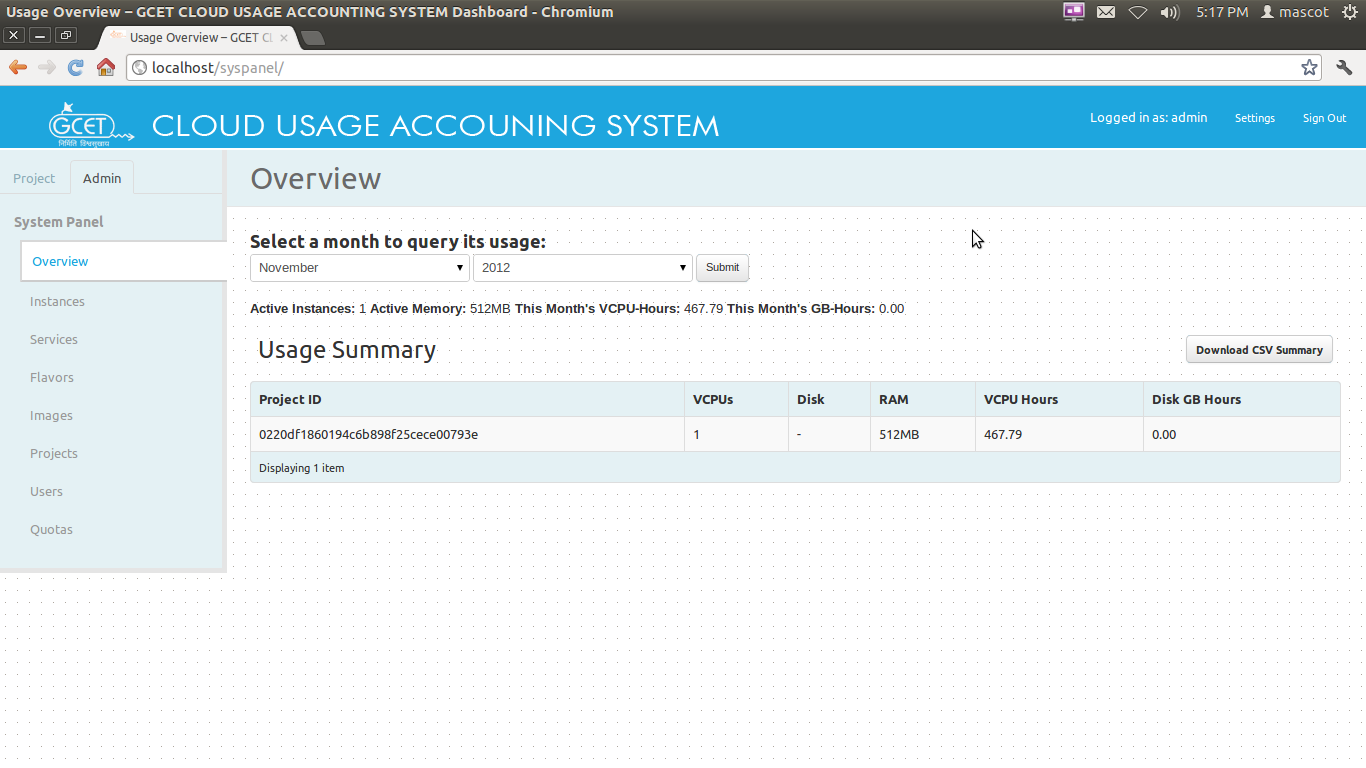 Usage Overview – GCET CLOUD USAGE ACCOUNTING SYSTEM Dashboard - Chromium
5:17 PM mascot
Usage Overview – GCET Cl
localhost/syspanel/
GCET
निर्मिति विश्वसुखाय
CLOUD USAGE ACCOUNING SYSTEM
Logged in as: admin Settings Sign Out
Project Admin
Overview
System Panel
Overview
Instances
Services
Flavors
Images
Projects
Users
Quotas
Select a month to query its usage:
November 2012 Submit
Active Instances: 1 Active Memory: 512MB This Month's VCPU-Hours: 467.79 This Month's GB-Hours: 0.00
Usage Summary
Download CSV Summary
Project ID VCPUs Disk RAM VCPU Hours Disk GB Hours
0220df1860194c6b898f25cece00793e 1 - 512MB 467.79 0.00
Displaying 1 item